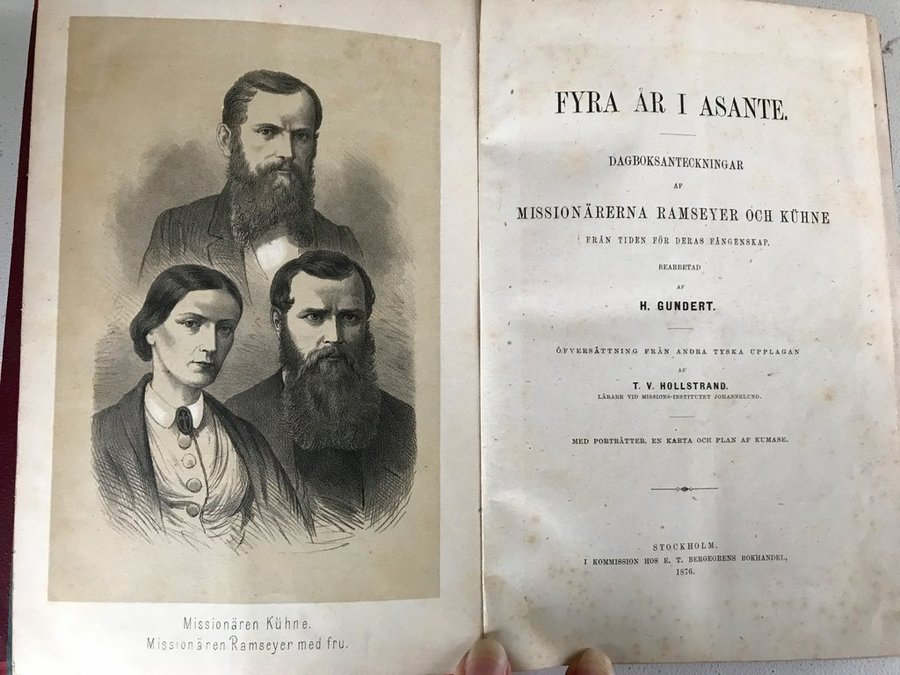 Missionären Kühne.
Missionären Ramseyer med fru.
FYRA ÅR I ASANTE.
DAGBOKSANTECKNINGAR
AF
MISSIONÄRERNA RAMSEYER OCH KÜHNE
FRÅN TIDEN FÖR DERAS FÅNGENSKAP.
BEARBETAD
AF
H. GUNDERT.
ÖFVERSÄTTNING FRÅN ANDRA TYSKA UPPLAGAN
AF
T. V. HOLLSTRAND.
LÄRARE VID MISSIONS-INSTITUTET JOHANNELUND.
MED PORTRÄTTER, EN KARTA OCH PLAN AF KUMASE.
STOCKHOLM.
I KOMMISSION HOS E. T. BERGEGRENS BOKHANDEL,
1876.